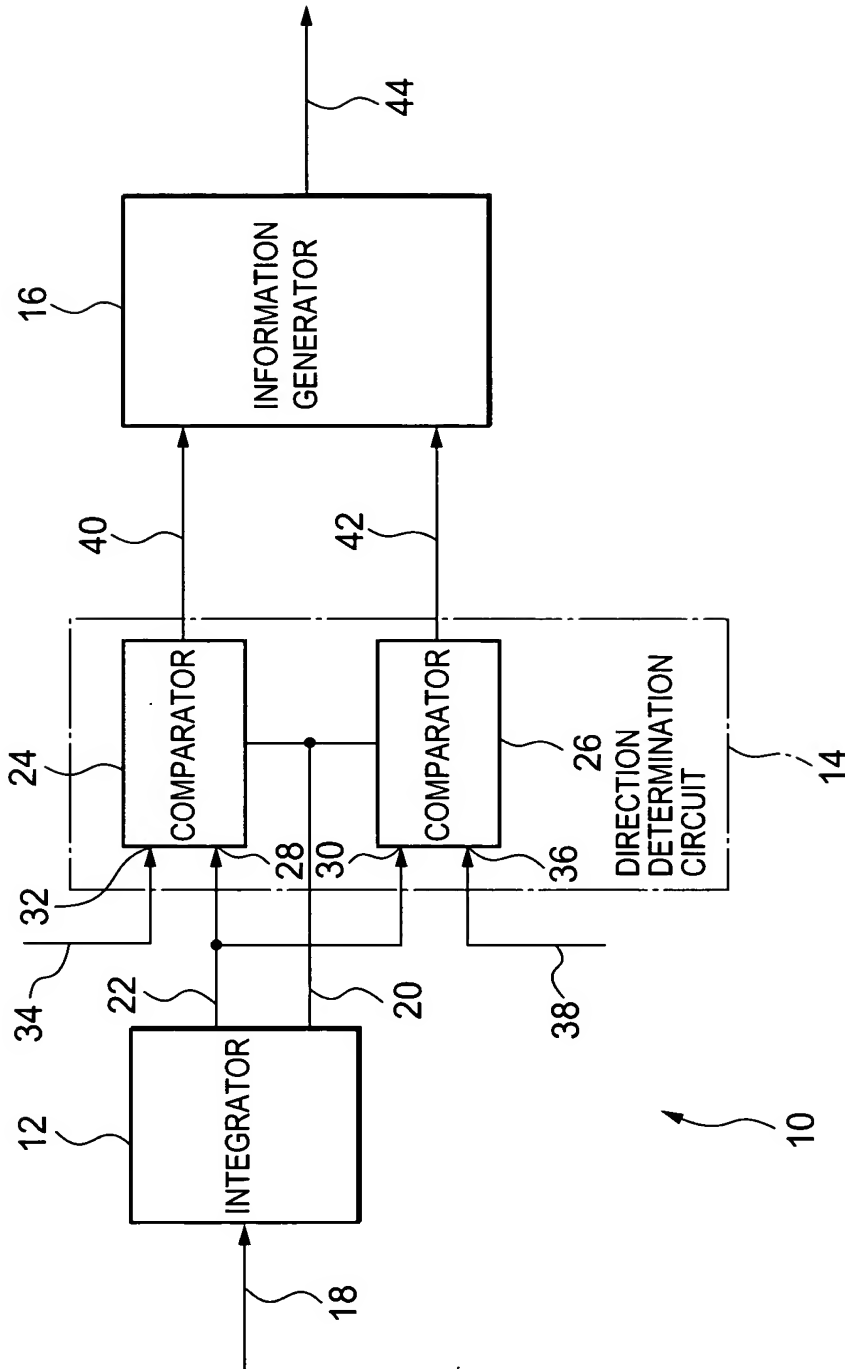 44
16
INFORMATION
GENERATOR
40
42
24
COMPARATOR
COMPARATOR
26
DIRECTION
DETERMINATION
CIRCUIT
14
32
28
30
36
34
22
20
38
12
INTEGRATOR
10
18